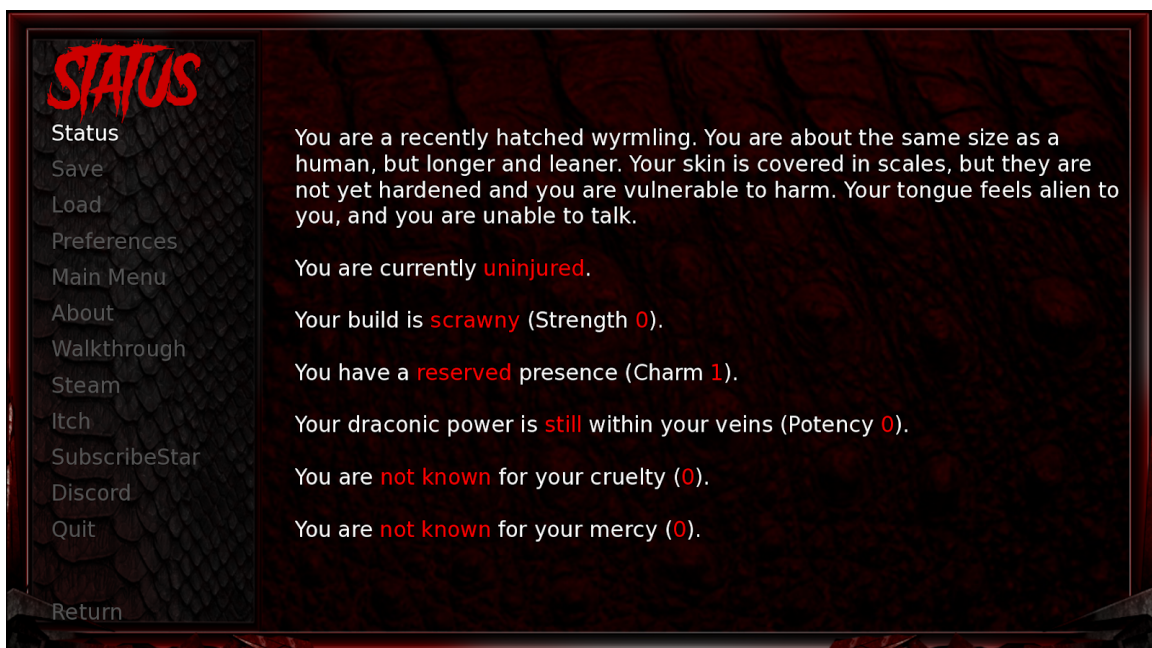 STATUS
Status
Save
Load
Preferences
Main Menu
About
Walkthrough
Steam
Itch
SubscribeStar
Discord
Quit
Return
You are a recently hatched wyrmling. You are about the same size as a
human, but longer and leaner. Your skin is covered in scales, but they are
not yet hardened and you are vulnerable to harm. Your tongue feels alien to
you, and you are unable to talk.
You are currently uninjured.
Your build is scrawny (Strength 0).
You have a reserved presence (Charm 1).
Your draconic power is still within your veins (Potency 0).
You are not known for your cruelty (0).
You are not known for your mercy (0).